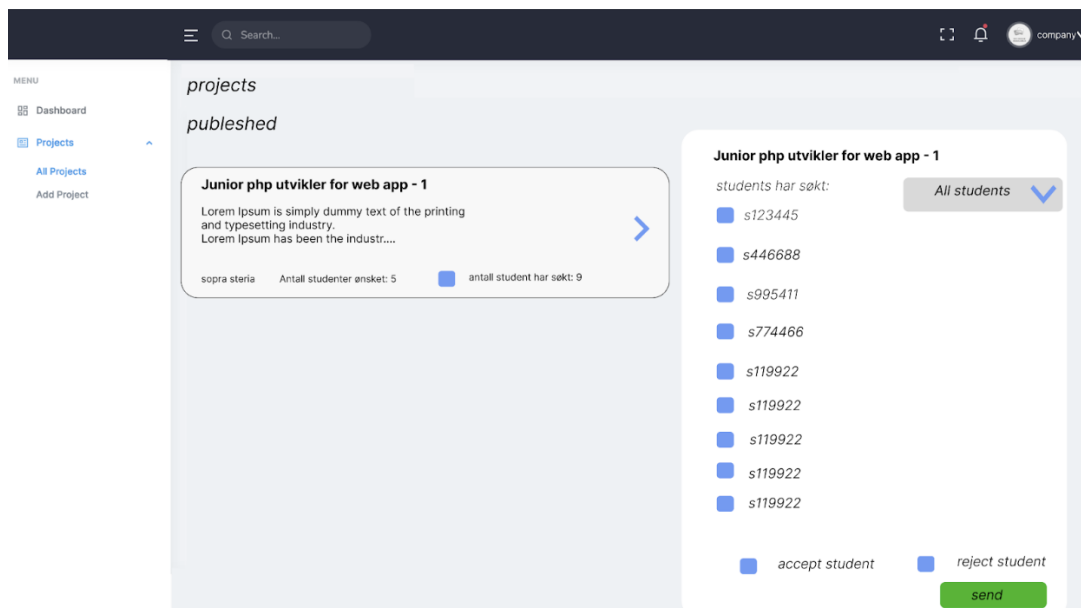 Search...
company
MENU
Dashboard
Projects
All Projects
Add Project
projects
publeshed
Junior php utvikler for web app - 1
Lorem Ipsum is simply dummy text of the printing
and typesetting industry.
Lorem Ipsum has been the industr....
sopra steria Antall studenter ønsket: 5 antall student har søkt: 9
Junior php utvikler for web app - 1
students har søkt: All students
s123445
s446688
s995411
s774466
s119922
s119922
s119922
s119922
s119922
accept student reject student
send